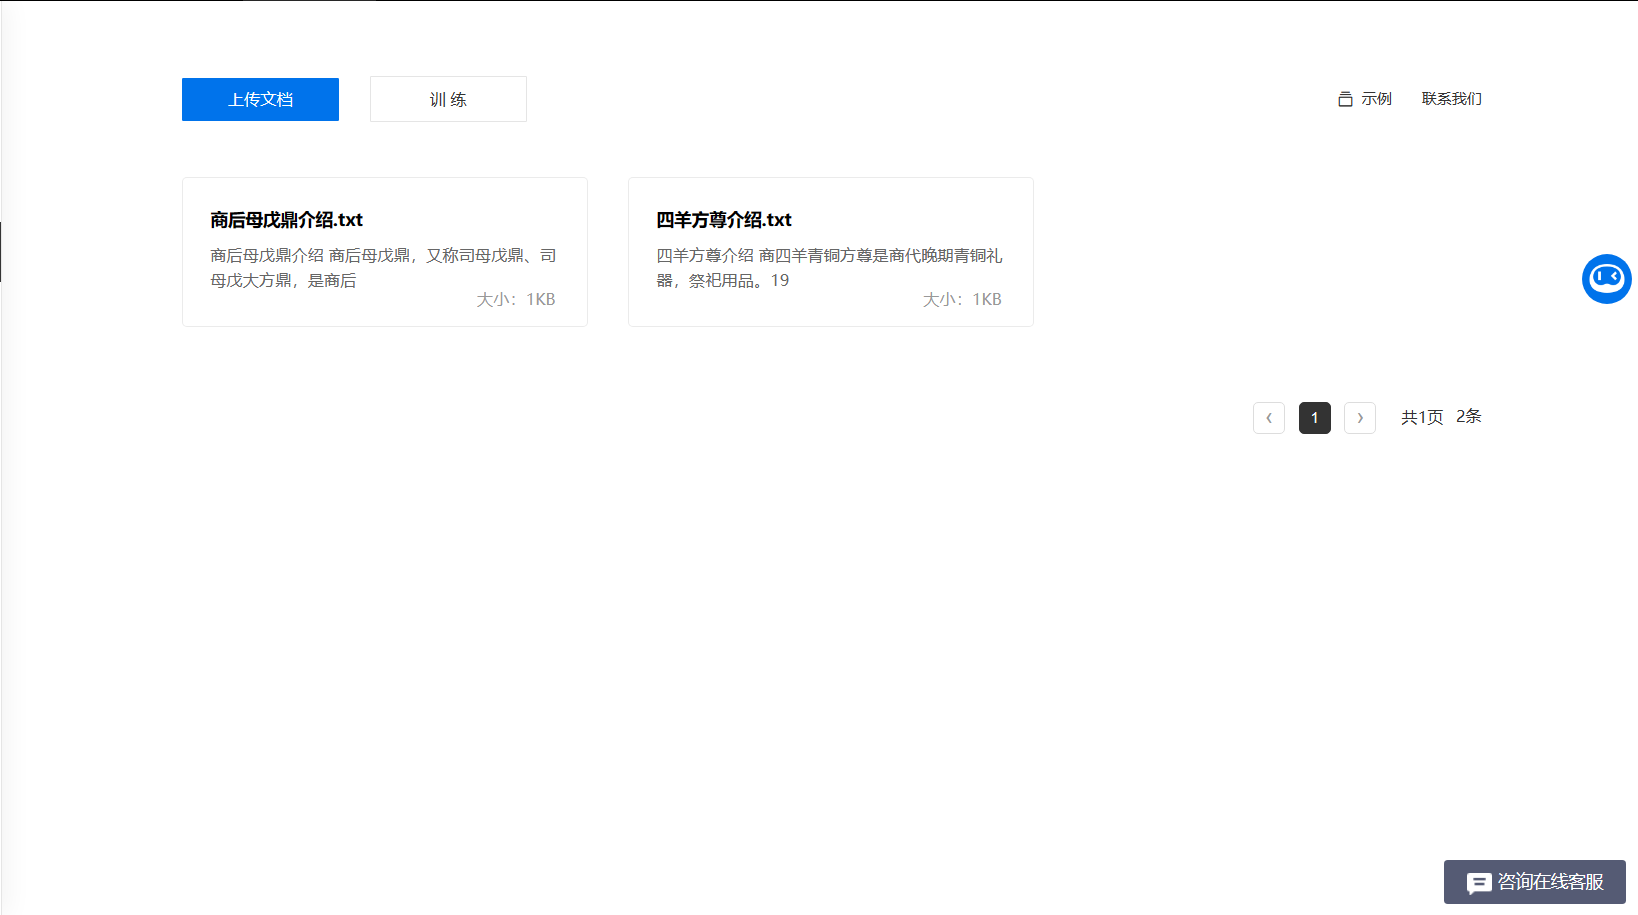 上传文档
训 练
示例
联系我们
商后母戊鼎介绍.txt
商后母戊鼎介绍 商后母戊鼎，又称司母戊鼎、司
母戊大方鼎，是商后
大小：1KB
四羊方尊介绍.txt
四羊方尊介绍 商四羊青铜方尊是商代晚期青铜礼
器，祭祀用品。19
大小：1KB
1
共1页
2条
咨询在线客服